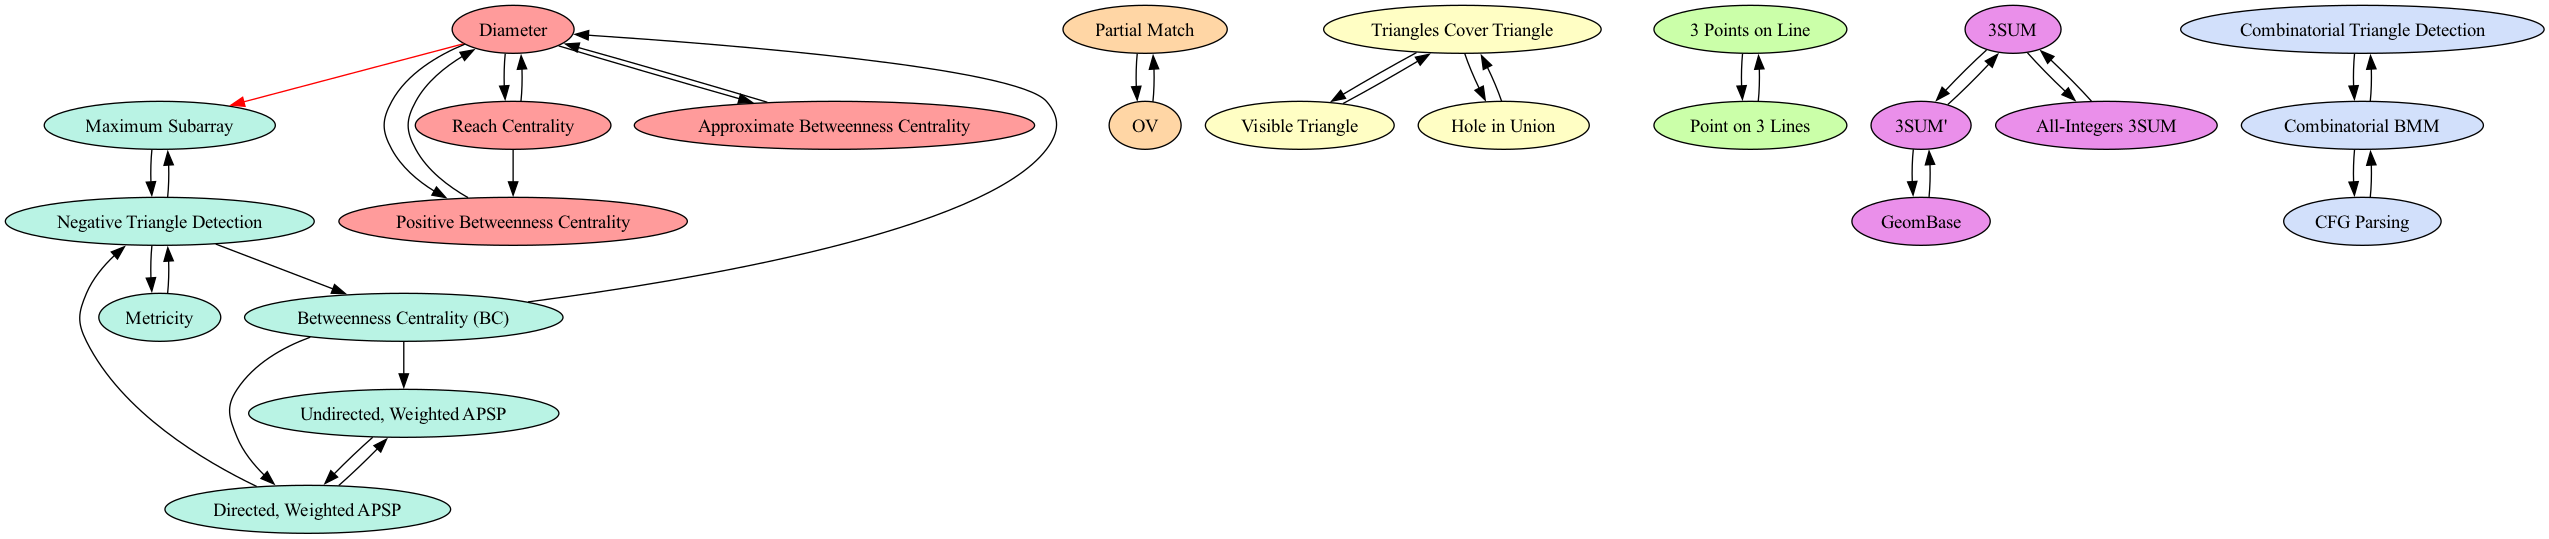 Diameter
Partial Match
Triangles Cover Triangle
3 Points on Line
3SUM
Combinatorial Triangle Detection
Maximum Subarray
Reach Centrality
Approximate Betweenness Centrality
OV
Visible Triangle
Hole in Union
Point on 3 Lines
3SUM'
All-Integers 3SUM
Combinatorial BMM
Negative Triangle Detection
Positive Betweenness Centrality
GeomBase
CFG Parsing
Metricity
Betweenness Centrality (BC)
Undirected, Weighted APSP
Directed, Weighted APSP